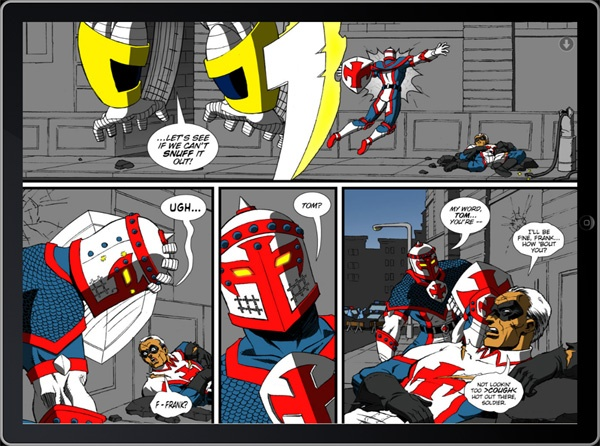 ...LET'S SEE
IF WE CAN'T
SNUFF IT
OUT!
UGH...
F - FRANK?
TOM?
MY WORD,
TOM...
YOU'RE --
I'LL BE
FINE, FRANK...
HOW 'BOUT
YOU?
NOT LOOKIN'
TOO >COUGH<
HOT OUT THERE,
SOLDIER.